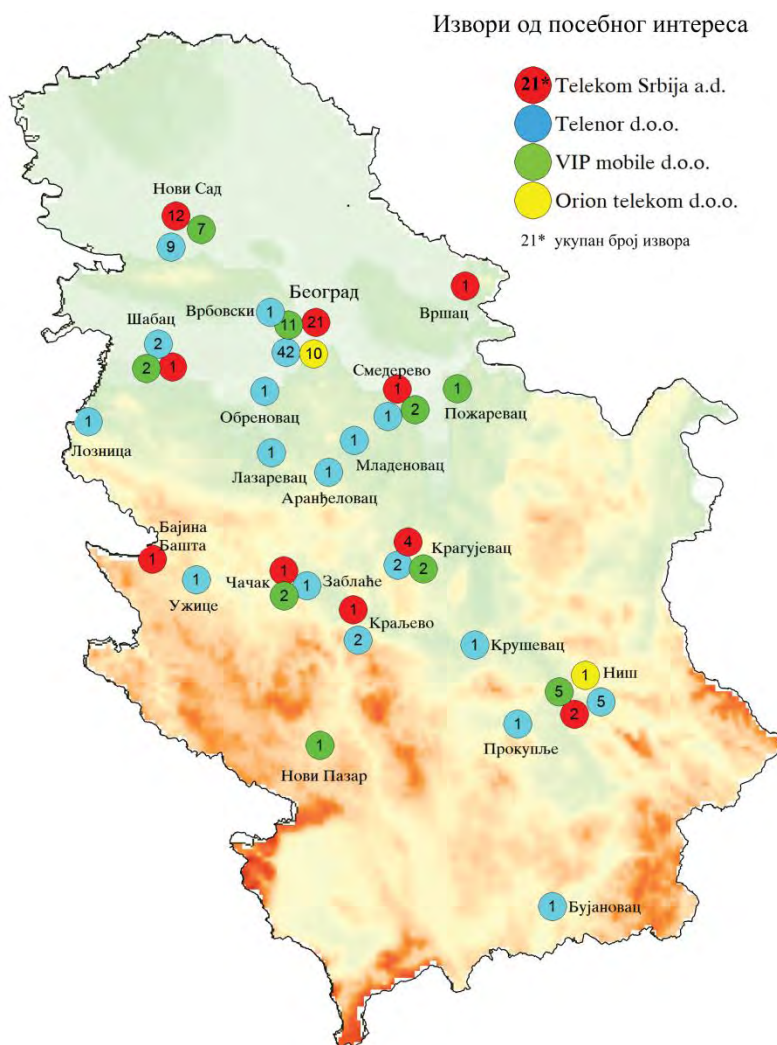 Извори од посебног интереса
21* Telekom Srbija a.d.
Telenor d.o.o.
VIP mobile d.o.o.
Orion telekom d.o.o.
21* укупан број извора
Нови Сад
12
7
9
1
Вршац
Београд
Врбовски
1
11
21
42
10
Шабац
2
2
1
Смедерево
1
1
2
1
Пожаревац
1
Обреновац
1
Лозница
1
Младеновац
1
Лазаревац
1
Аранђеловац
Бајина
Башта
1
1
Ужице
1
Чачак
2
1
Заблаће
4
Крагујевац
2
2
1
Краљево
2
1
Крушевац
1
Ниш
5
5
2
1
Прокупље
1
Нови Пазар
1
Бујановац